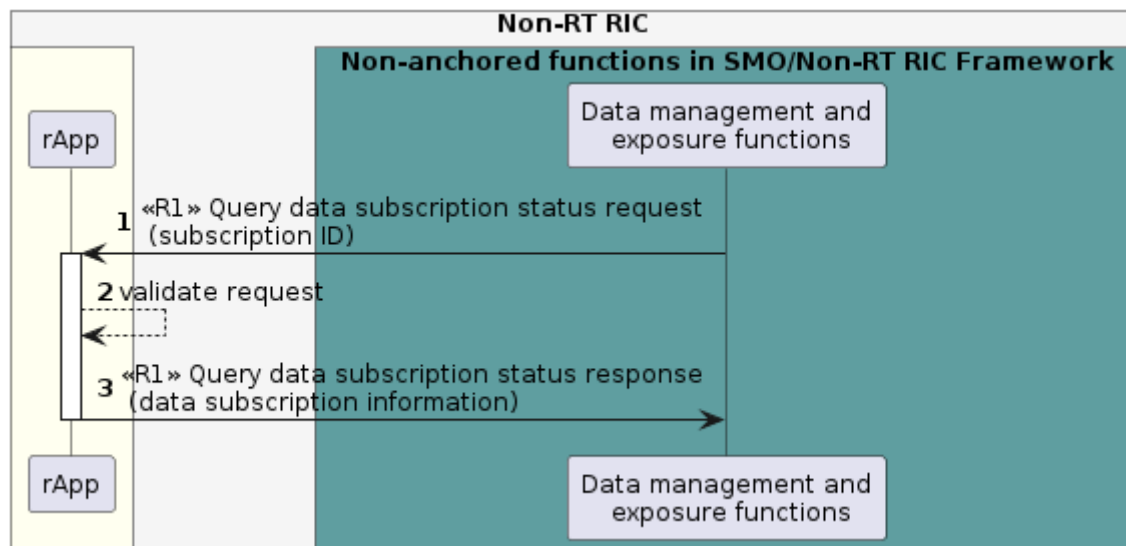 Non-RT RIC
Non-anchored functions in SMO/Non-RT RIC Framework
rApp
Data management and
exposure functions
1 «R1» Query data subscription status request
(subscription ID)
2 validate request
3 «R1» Query data subscription status response
(data subscription information)
rApp
Data management and
exposure functions